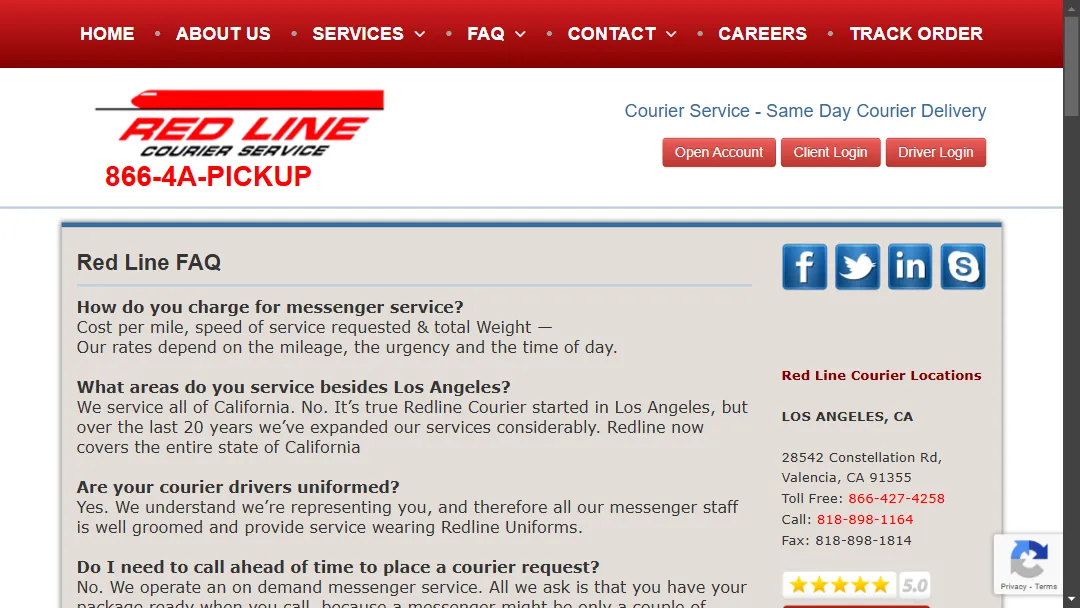 HOME • ABOUT US • SERVICES • FAQ • CONTACT • CAREERS • TRACK ORDER
RED LINE
COURIER SERVICE
866-4A-PICKUP
Courier Service - Same Day Courier Delivery
Open Account Client Login Driver Login
Red Line FAQ
How do you charge for messenger service?
Cost per mile, speed of service requested & total Weight —
Our rates depend on the mileage, the urgency and the time of day.
What areas do you service besides Los Angeles?
We service all of California. No. It’s true Redline Courier started in Los Angeles, but
over the last 20 years we’ve expanded our services considerably. Redline now
covers the entire state of California
Are your courier drivers uniformed?
Yes. We understand we’re representing you, and therefore all our messenger staff
is well groomed and provide service wearing Redline Uniforms.
Do I need to call ahead of time to place a courier request?
No. We operate an on demand messenger service. All we ask is that you have your
package ready when you call, because a messenger might be only a couple of
f in S
Red Line Courier Locations
LOS ANGELES, CA
28542 Constellation Rd,
Valencia, CA 91355
Toll Free: 866-427-4258
Call: 818-898-1164
Fax: 818-898-1814
5.0
Privacy - Terms